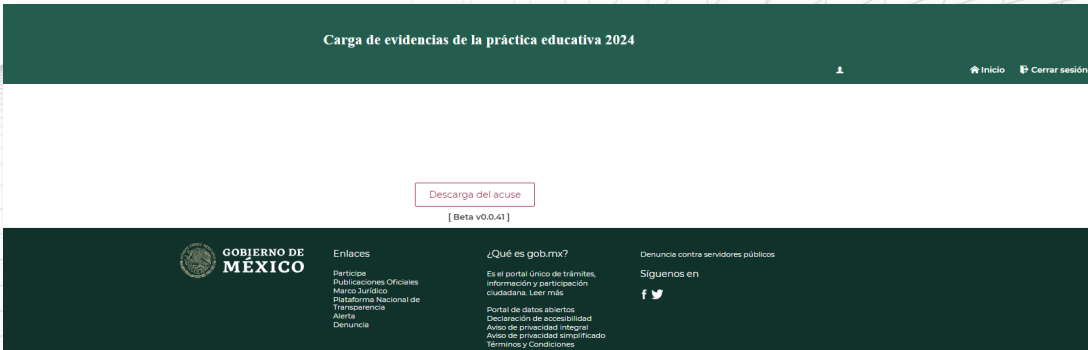 Carga de evidencias de la práctica educativa 2024
Inicio Cerrar sesión
Descarga del acuse
[ Beta v0.0.41 ]
GOBIERNO DE
MÉXICO
Enlaces
Participa
Publicaciones Oficiales
Marco Jurídico
Plataforma Nacional de
Transparencia
Alerta
Denuncia
¿Qué es gob.mx?
Es el portal único de trámites,
información y participación
ciudadana. Leer más
Portal de datos abiertos
Declaración de accesibilidad
Aviso de privacidad integral
Aviso de privacidad simplificado
Términos y Condiciones
Denuncia contra servidores públicos
Síguenos en